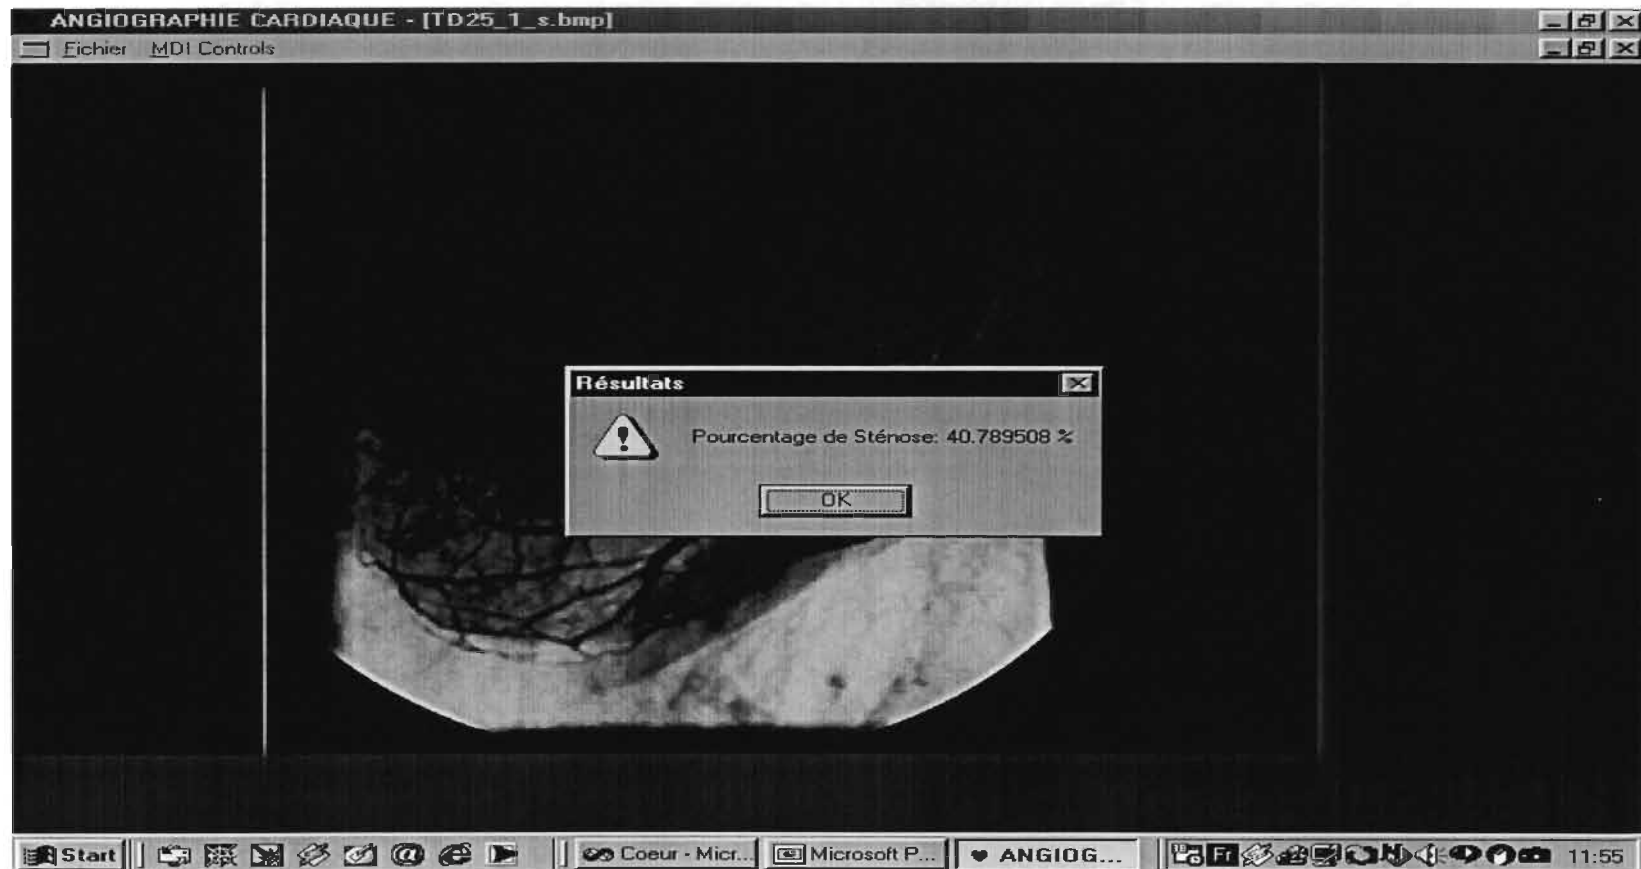 ANGIOGRAPHIE CARDIAQUE - [TD25_1_s.bmp]
Fichier MDI Controls
Résultats
Pourcentage de Sténose: 40.789508 %
OK
Start Coeur - Micr... Microsoft P... ANGIOG... Fr 11:55